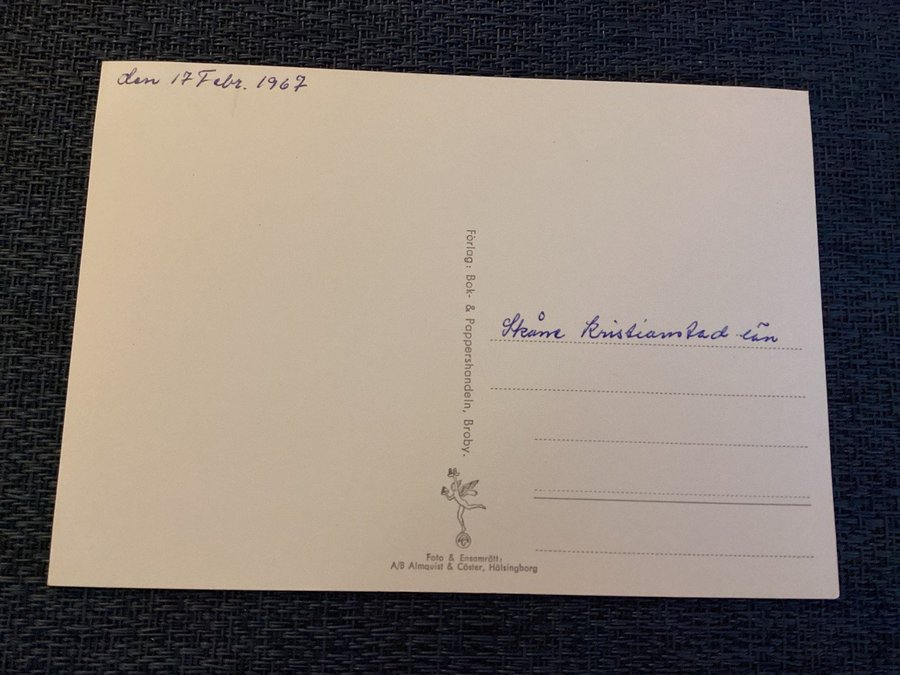 den 17 Febr. 1967
Förlag: Bok- & Pappershandeln, Broby.
Skåne Kristianstad län
Foto & Ensamrätt:
A/B Almquist & Cöster, Hälsingborg